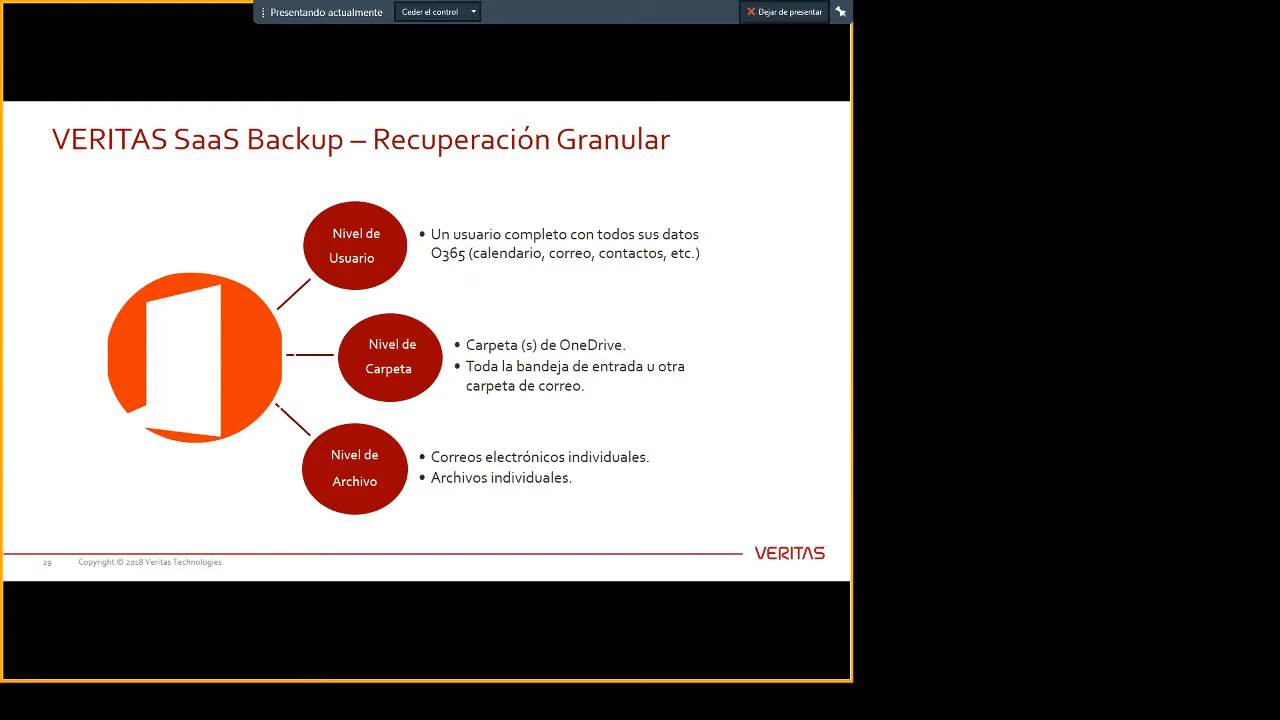 Presentando actualmente
Ceder el control
Dejar de presentar
VERITAS SaaS Backup – Recuperación Granular
Nivel de
Usuario
• Un usuario completo con todos sus datos
O365 (calendario, correo, contactos, etc.)
Nivel de
Carpeta
• Carpeta (s) de OneDrive.
• Toda la bandeja de entrada u otra
carpeta de correo.
Nivel de
Archivo
• Correos electrónicos individuales.
• Archivos individuales.
29
Copyright © 2018 Veritas Technologies.
VERITAS